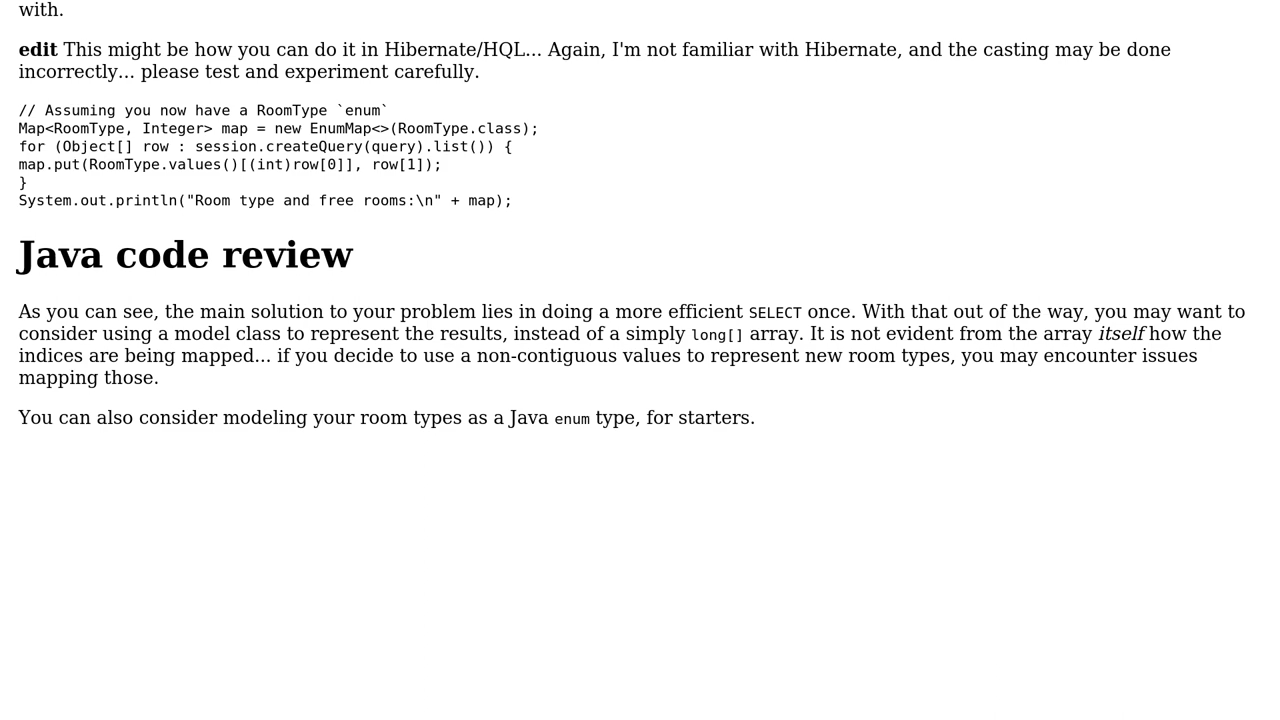 with.
edit This might be how you can do it in Hibernate/HQL... Again, I'm not familiar with Hibernate, and the casting may be done
incorrectly... please test and experiment carefully.
// Assuming you now have a RoomType `enum`
Map<RoomType, Integer> map = new EnumMap<>(RoomType.class);
for (Object[] row : session.createQuery(query).list()) {
map.put(RoomType.values()[(int)row[0]], row[1]);
}
System.out.println("Room type and free rooms:\n" + map);
Java code review
As you can see, the main solution to your problem lies in doing a more efficient SELECT once. With that out of the way, you may want to
consider using a model class to represent the results, instead of a simply long[] array. It is not evident from the array itself how the
indices are being mapped... if you decide to use a non-contiguous values to represent new room types, you may encounter issues
mapping those.
You can also consider modeling your room types as a Java enum type, for starters.